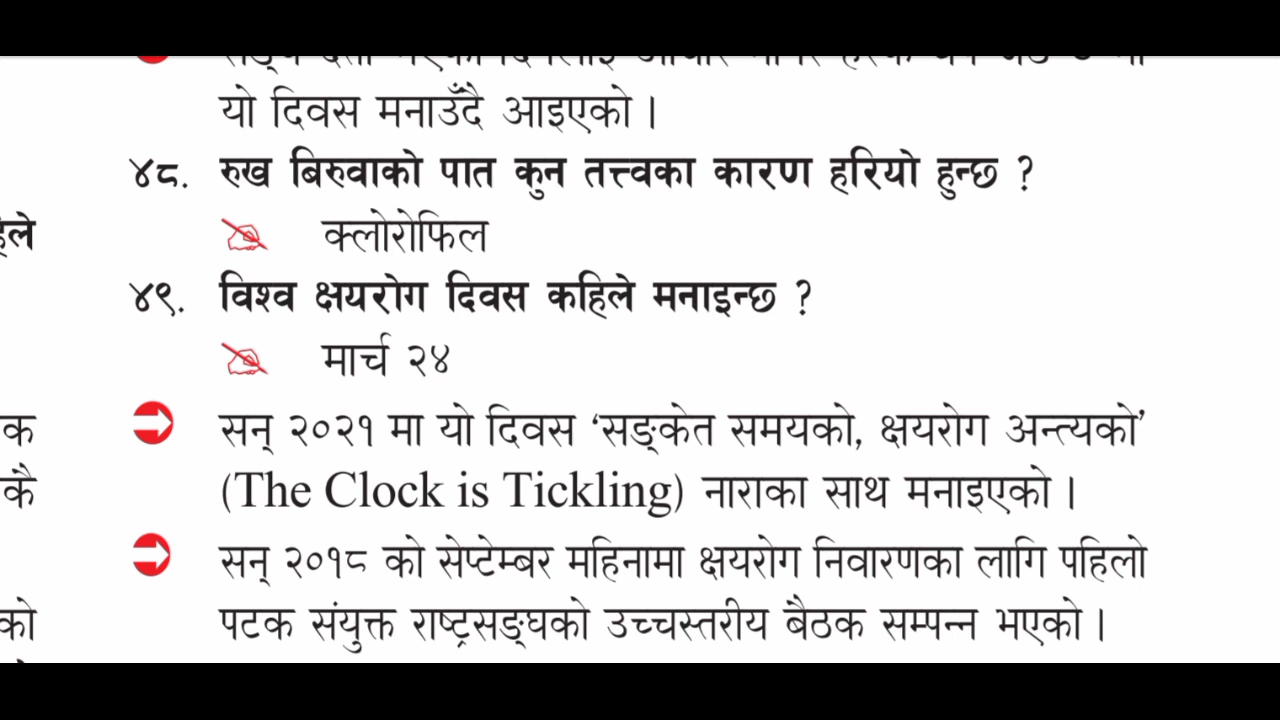 यो दिवस मनाउँदै आइएको ।
४८. रुख बिरुवाको पात कुन तत्त्वका कारण हरियो हुन्छ ?
क्लोरोफिल
४९. विश्व क्षयरोग दिवस कहिले मनाइन्छ ?
मार्च २४
सन् २०२१ मा यो दिवस ‘सङ्केत समयको, क्षयरोग अन्त्यको’
(The Clock is Tickling) नाराका साथ मनाइएको ।
सन् २०१८ को सेप्टेम्बर महिनामा क्षयरोग निवारणका लागि पहिलो
पटक संयुक्त राष्ट्रसङ्घको उच्चस्तरीय बैठक सम्पन्न भएको ।